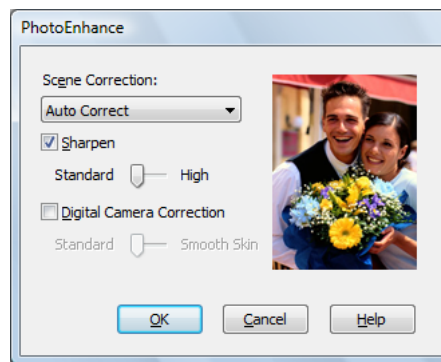 PhotoEnhance
Scene Correction:
Auto Correct
Sharpen
Standard High
Digital Camera Correction
Standard Smooth Skin
OK Cancel Help